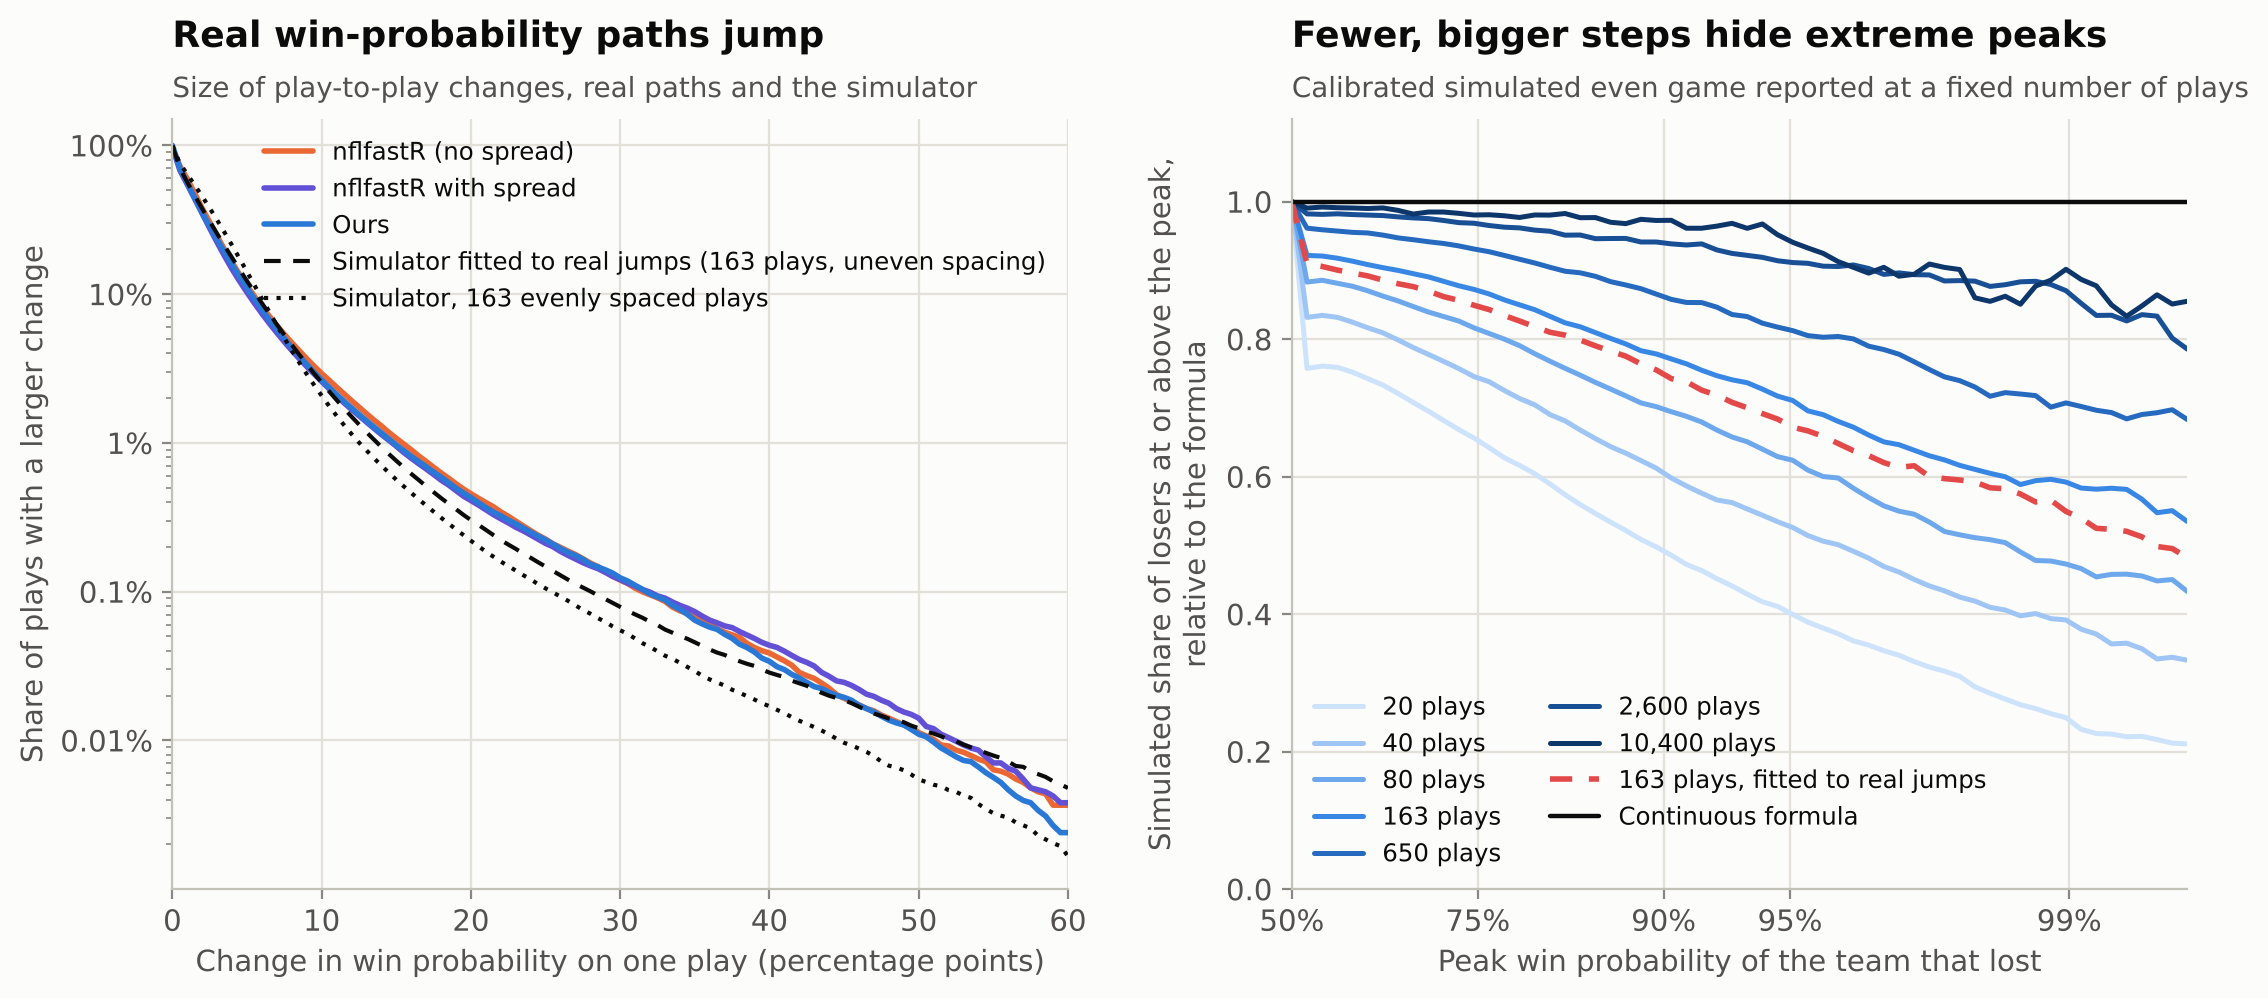 Real win-probability paths jump
Size of play-to-play changes, real paths and the simulator
Share of plays with a larger change
100%
10%
1%
0.1%
0.01%
nflfastR (no spread)
nflfastR with spread
Ours
Simulator fitted to real jumps (163 plays, uneven spacing)
Simulator, 163 evenly spaced plays
0
10
20
30
40
50
60
Change in win probability on one play (percentage points)
Fewer, bigger steps hide extreme peaks
Calibrated simulated even game reported at a fixed number of plays
Simulated share of losers at or above the peak,
relative to the formula
1.0
0.8
0.6
0.4
0.2
0.0
20 plays
40 plays
80 plays
163 plays
650 plays
2,600 plays
10,400 plays
163 plays, fitted to real jumps
Continuous formula
50%
75%
90%
95%
99%
Peak win probability of the team that lost